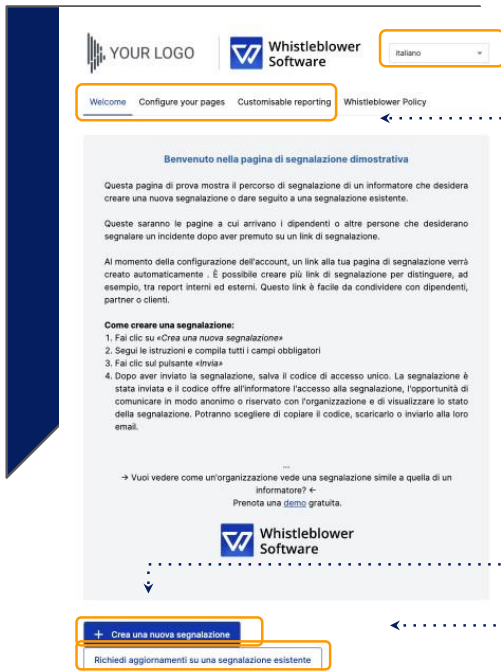 YOUR LOGO
Whistleblower
Software
Italiano
Welcome Configure your pages Customisable reporting Whistleblower Policy
Benvenuto nella pagina di segnalazione dimostrativa
Questa pagina di prova mostra il percorso di segnalazione di un informatore che desidera
creare una nuova segnalazione o dare seguito a una segnalazione esistente.
Queste saranno le pagine a cui arrivano i dipendenti o altre persone che desiderano
segnalare un incidente dopo aver premuto su un link di segnalazione.
Al momento della configurazione dell'account, un link alla tua pagina di segnalazione verrà
creato automaticamente . È possibile creare più link di segnalazione per distinguere, ad
esempio, tra report interni ed esterni. Questo link è facile da condividere con dipendenti,
partner o clienti.
Come creare una segnalazione:
1. Fai clic su «Crea una nuova segnalazione»
2. Segui le istruzioni e compila tutti i campi obbligatori
3. Fai clic sul pulsante «Invia»
4. Dopo aver inviato la segnalazione, salva il codice di accesso unico. La segnalazione è
stata inviata e il codice offre all'informatore l'accesso alla segnalazione, l'opportunità di
comunicare in modo anonimo o riservato con l'organizzazione e di visualizzare lo stato
della segnalazione. Potranno scegliere di copiare il codice, scaricarlo o inviarlo alla loro
email.
...
→ Vuoi vedere come un'organizzazione vede una segnalazione simile a quella di un
informatore? ←
Prenota una demo gratuita.
Whistleblower
Software
+ Crea una nuova segnalazione
Richiedi aggiornamenti su una segnalazione esistente